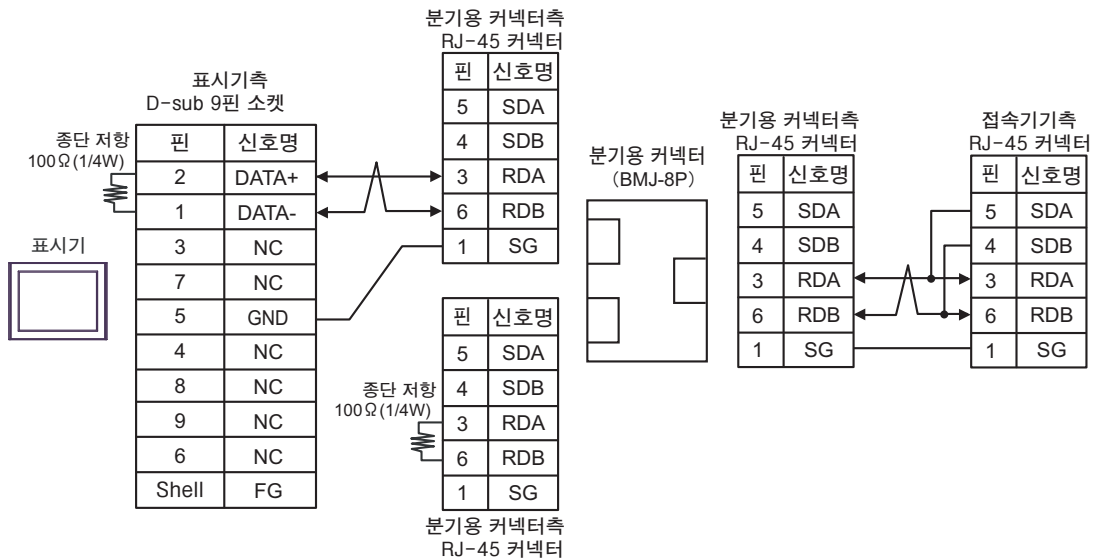 표시기
종단 저항
100Ω(1/4W)
표시기측
D-sub 9핀 소켓
핀 신호명
2 DATA+
1 DATA-
3 NC
7 NC
5 GND
4 NC
8 NC
9 NC
6 NC
Shell FG
분기용 커넥터측
RJ-45 커넥터
핀 신호명
5 SDA
4 SDB
3 RDA
6 RDB
1 SG
종단 저항
100Ω(1/4W)
핀 신호명
5 SDA
4 SDB
3 RDA
6 RDB
1 SG
분기용 커넥터측
RJ-45 커넥터
분기용 커넥터
(BMJ-8P)
분기용 커넥터측
RJ-45 커넥터
핀 신호명
5 SDA
4 SDB
3 RDA
6 RDB
1 SG
접속기기측
RJ-45 커넥터
핀 신호명
5 SDA
4 SDB
3 RDA
6 RDB
1 SG